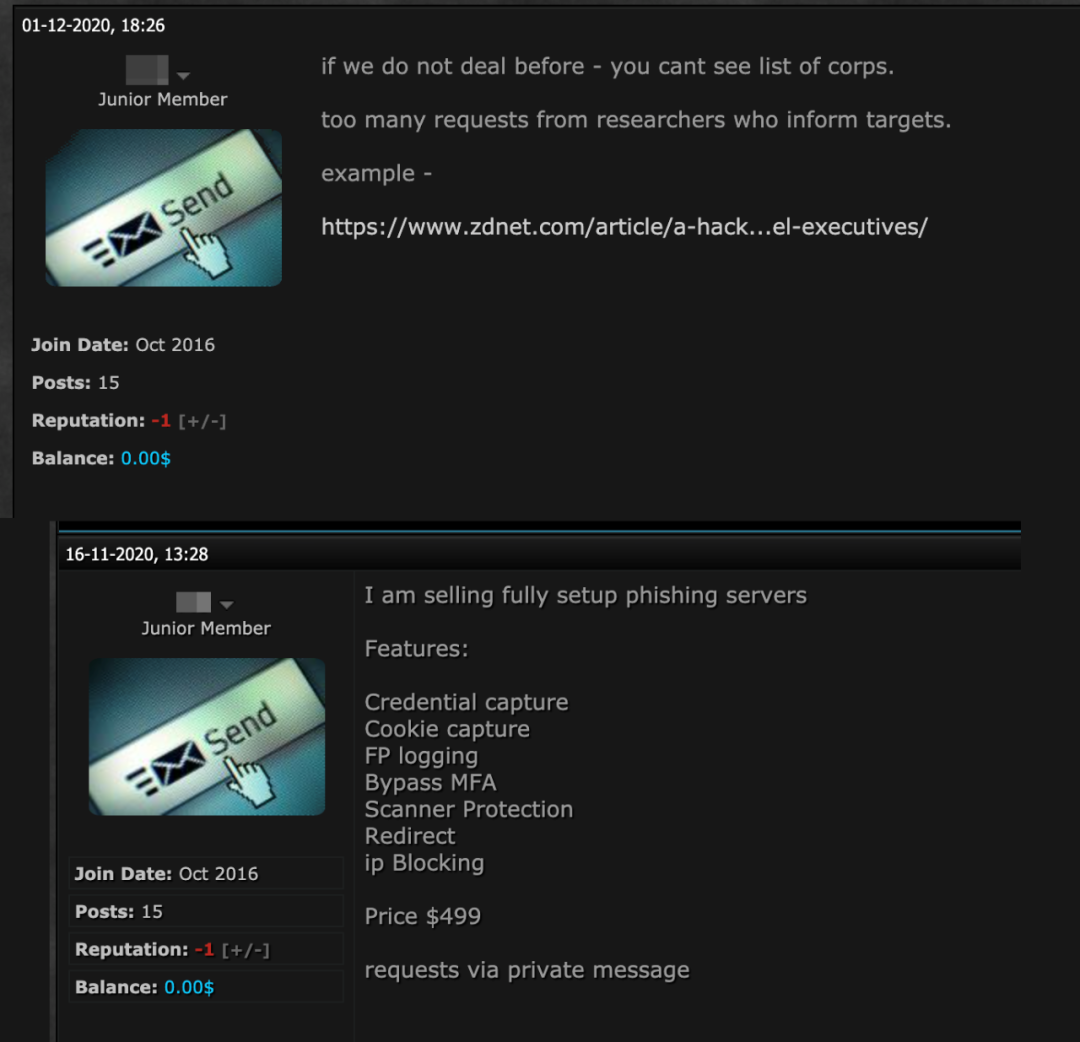 01-12-2020, 18:26
Junior Member
Send
Join Date: Oct 2016
Posts: 15
Reputation: -1 [+/-]
Balance: 0.00$
if we do not deal before - you cant see list of corps.
too many requests from researchers who inform targets.
example -
https://www.zdnet.com/article/a-hack...el-executives/
16-11-2020, 13:28
Junior Member
Send
Join Date: Oct 2016
Posts: 15
Reputation: -1 [+/-]
Balance: 0.00$
I am selling fully setup phishing servers
Features:
Credential capture
Cookie capture
FP logging
Bypass MFA
Scanner Protection
Redirect
ip Blocking
Price $499
requests via private message